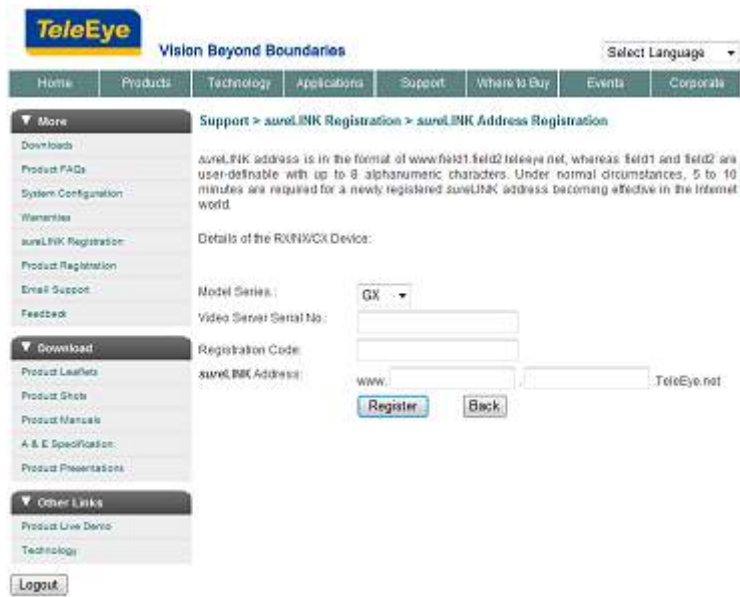 TeleEye
Vision Beyond Boundaries
Select Language
Home Products Technology Applications Support Where to Buy Events Corporate
More
Downloads
Product FAQs
System Configuration
Warranties
sureLINK Registration
Product Registration
Email Support
Feedback
Download
Product Leaflets
Product Shots
Product Manuals
A & E Specification
Product Presentations
Other Links
Product Live Demo
Technology
Logout
Support > sureLINK Registration > sureLINK Address Registration
sureLINK address is in the format of www.field1.field2.teleeye.net, whereas field1 and field2 are
user-definable with up to 8 alphanumeric characters. Under normal circumstances, 5 to 10
minutes are required for a newly registered sureLINK address becoming effective in the Internet
world.
Details of the RX/NX/CX Device:
Model Series.: GX
Video Server Serial No.:
Registration Code:
sureLINK Address: www. . .TeleEye.net
Register Back